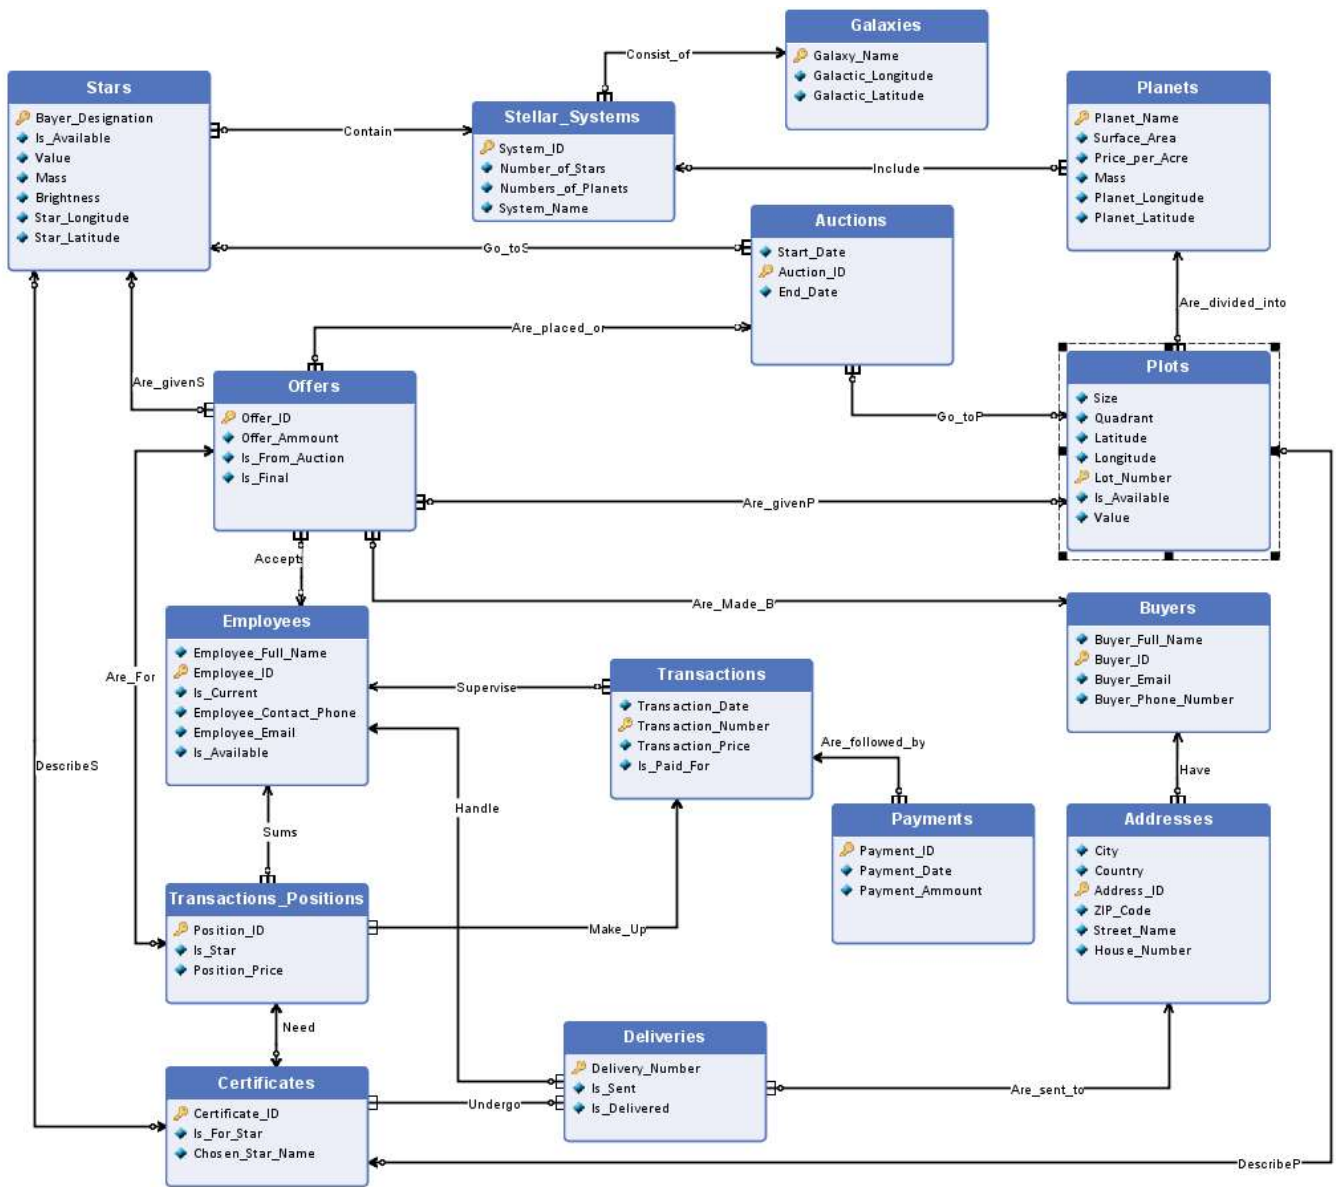 Galaxies
Galaxy_Name
Galactic_Longitude
Galactic_Latitude
Consist_of
Stars
Bayer_Designation
Is_Available
Value
Mass
Brightness
Star_Longitude
Star_Latitude
Contain
Stellar_Systems
System_ID
Number_of_Stars
Numbers_of_Planets
System_Name
Include
Planets
Planet_Name
Surface_Area
Price_per_Acre
Mass
Planet_Longitude
Planet_Latitude
Go_toS
Auctions
Start_Date
Auction_ID
End_Date
Are_divided_into
Are_placed_or
Are_givenS
Offers
Offer_ID
Offer_Ammount
Is_From_Auction
Is_Final
Go_toP
Plots
Size
Quadrant
Latitude
Longitude
Lot_Number
Is_Available
Value
Are_givenP
Accept
Are_Made_B
Employees
Employee_Full_Name
Employee_ID
Is_Current
Employee_Contact_Phone
Employee_Email
Is_Available
Buyers
Buyer_Full_Name
Buyer_ID
Buyer_Email
Buyer_Phone_Number
Are_For
Supervise
Transactions
Transaction_Date
Transaction_Number
Transaction_Price
Is_Paid_For
Are_followed_by
DescribeS
Have
Handle
Sums
Payments
Payment_ID
Payment_Date
Payment_Ammount
Addresses
City
Country
Address_ID
ZIP_Code
Street_Name
House_Number
Transactions_Positions
Position_ID
Is_Star
Position_Price
Make_Up
Need
Deliveries
Delivery_Number
Is_Sent
Is_Delivered
Are_sent_to
Certificates
Certificate_ID
Is_For_Star
Chosen_Star_Name
Undergo
DescribeP